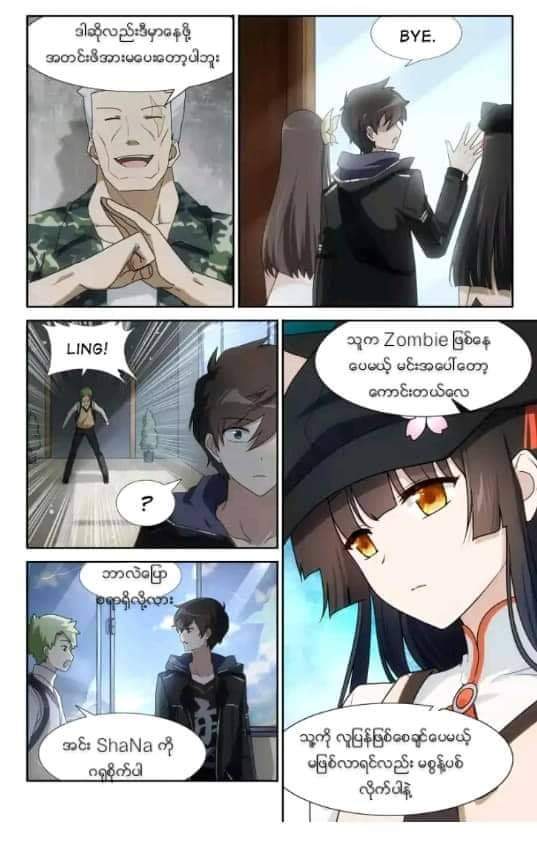 ဒါဆိုလည်းဒီမှာနေဖို့
အတင်းဖိအားမပေးတော့ပါဘူး
BYE.
LING!
?
သူက Zombie ဖြစ်နေ
ပေမယ့် မင်းအပေါ်တော့
ကောင်းတယ်လေ
ဘာလဲပြော
စရာရှိလို့လား
အင်း ShaNa ကို
ဂရုစိုက်ပါ
သူ့ကို လူပြန်ဖြစ်စေချင်ပေမယ့်
မဖြစ်လာရင်လည်း မစွန့်ပစ်
လိုက်ပါနဲ့